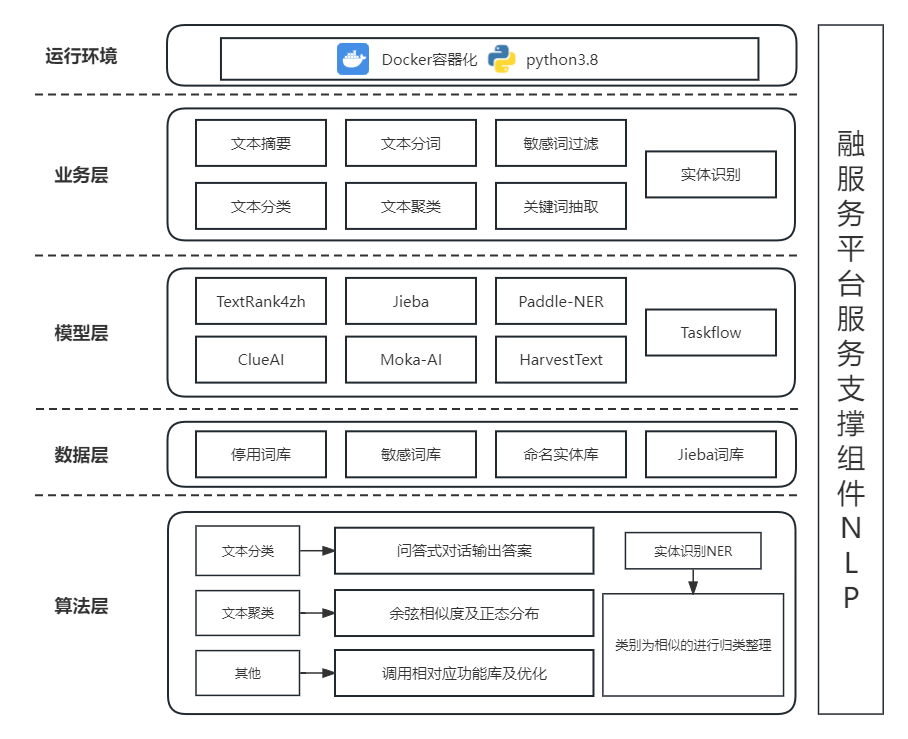 运行环境
Docker容器化 python3.8
业务层
文本摘要 文本分词 敏感词过滤
实体识别
文本分类 文本聚类 关键词抽取
模型层
TextRank4zh Jieba Paddle-NER
Taskflow
ClueAI Moka-AI HarvestText
数据层
停用词库 敏感词库 命名实体库 Jieba词库
算法层
文本分类 问答式对话输出答案
文本聚类 余弦相似度及正态分布
其他 调用相对应功能库及优化
实体识别NER
类别为相似的进行归类整理
融服务平台服务支撑组件NLP